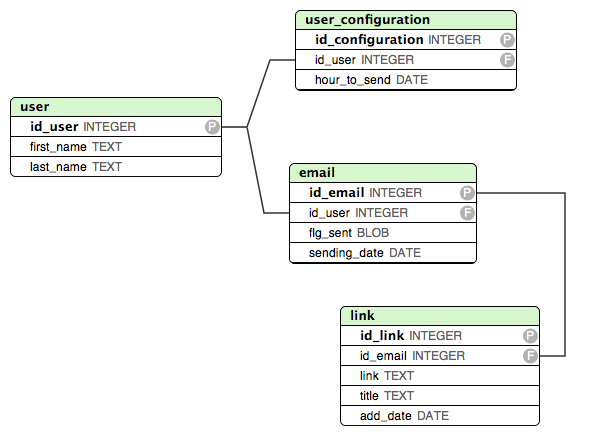 user_configuration
id_configuration INTEGER P
id_user INTEGER F
hour_to_send DATE
user
id_user INTEGER P
first_name TEXT
last_name TEXT
email
id_email INTEGER P
id_user INTEGER F
flg_sent BLOB
sending_date DATE
link
id_link INTEGER P
id_email INTEGER F
link TEXT
title TEXT
add_date DATE